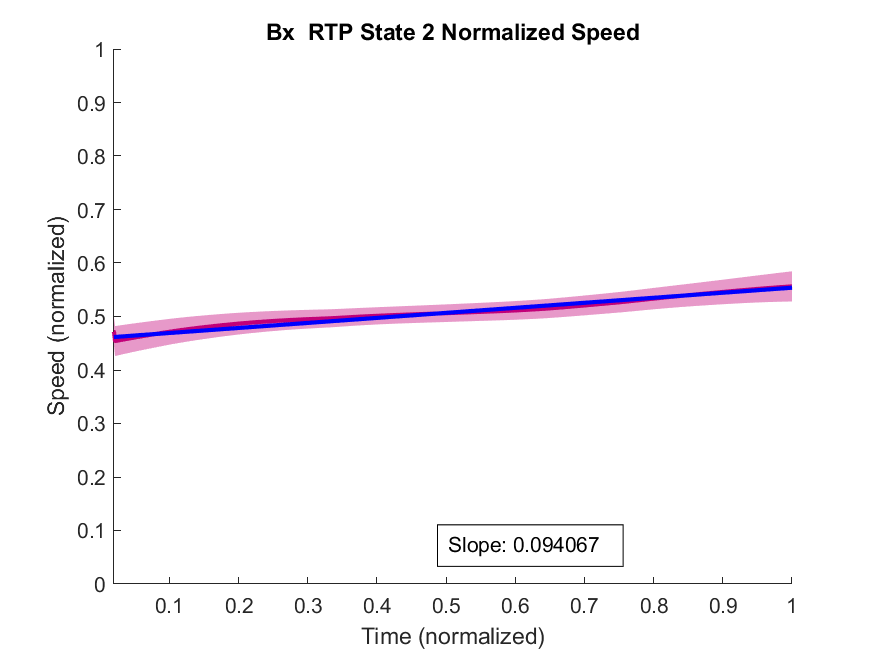 Bx  RTP State 2 Normalized Speed
1
0.9
0.8
0.7
0.6
0.5
0.4
0.3
0.2
0.1
0
Speed (normalized)
Slope: 0.094067
0.1 0.2 0.3 0.4 0.5 0.6 0.7 0.8 0.9 1
Time (normalized)